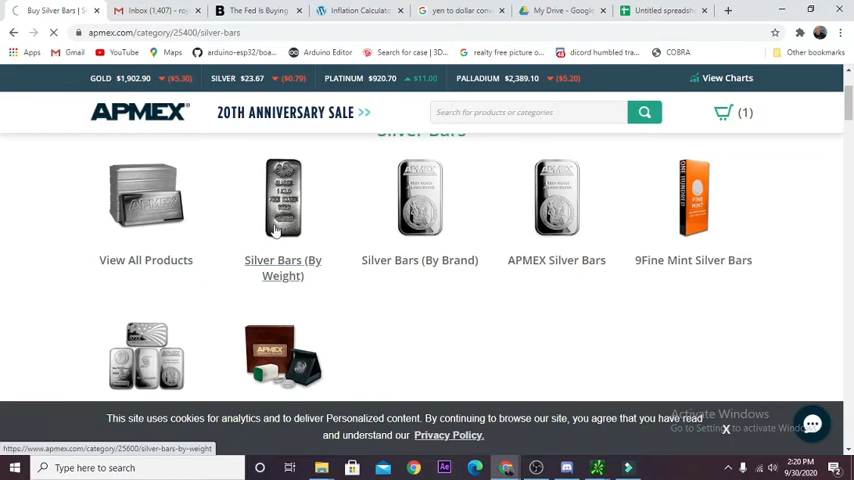 Buy Silver Bars | S
Inbox (1,407) - roy
The Fed Is Buying
Inflation Calculato
yen to dollar conv
My Drive - Google
Untitled spreadshe
apmex.com/category/25400/silver-bars
Apps
Gmail
YouTube
Maps
arduino-esp32/boa...
Arduino Editor
Search for case | 3D...
realty free picture o...
discord humbled tr...
COBRA
Other bookmarks
GOLD $1,902.90 ($5.30) SILVER $23.67 ($0.79) PLATINUM $920.70 $11.00 PALLADIUM $2,389.10 ($5.20) View Charts
APMEX 20TH ANNIVERSARY SALE >> Search for products or categories (1)
Silver Bars
View All Products
Silver Bars (By
Weight)
Silver Bars (By Brand)
APMEX Silver Bars
9Fine Mint Silver Bars
This site uses cookies for analytics and to deliver Personalized content. By continuing to browse our site, you agree that you have read
and understand our Privacy Policy.
X
Activate Windows
Go to Settings to activate Windows.
https://www.apmex.com/category/25600/silver-bars-by-weight
Type here to search
2:20 PM
9/30/2020
2